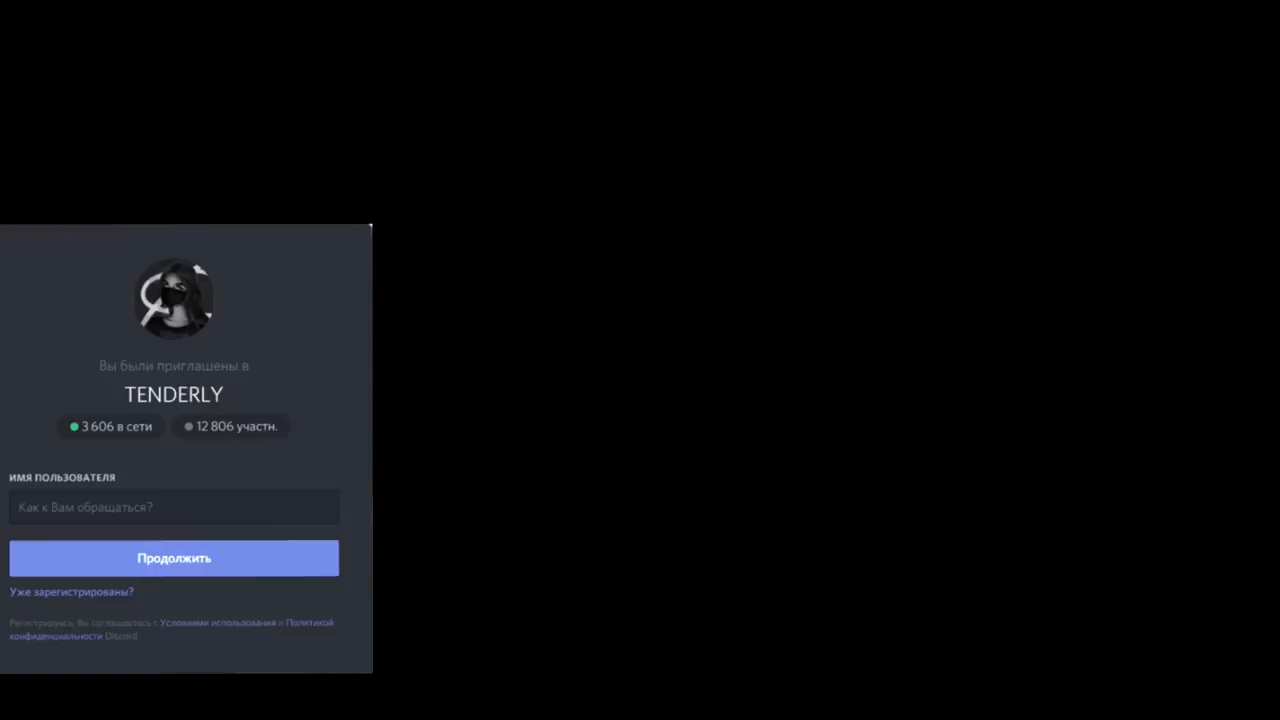 Вы были приглашены в
TENDERLY
3 606 в сети 12 806 участн.
ИМЯ ПОЛЬЗОВАТЕЛЯ
Как к Вам обращаться?
Продолжить
Уже зарегистрированы?
Регистрируясь, Вы соглашаетесь с Условиями использования и Политикой
конфиденциальности Discord